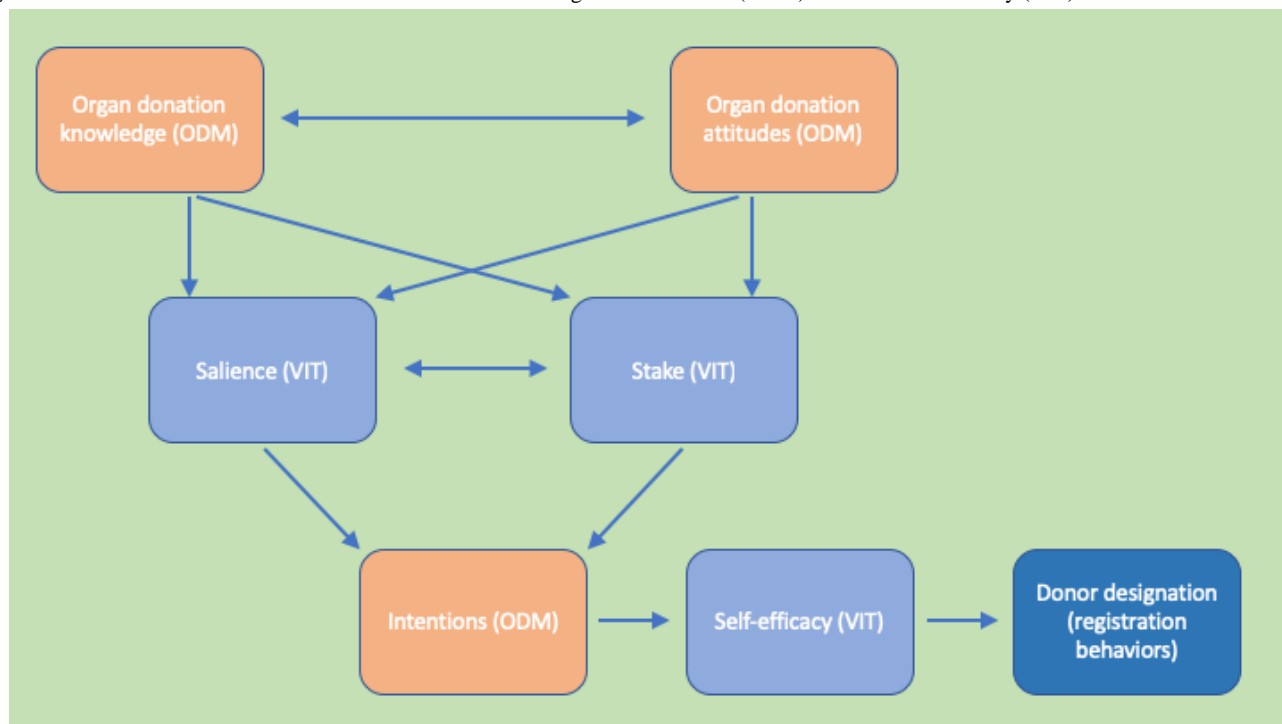 Organ donation
knowledge (ODM)
Organ donation
attitudes (ODM)
Salience (VIT)
Stake (VIT)
Intentions (ODM)
Self-efficacy (VIT)
Donor designation
(registration
behaviors)